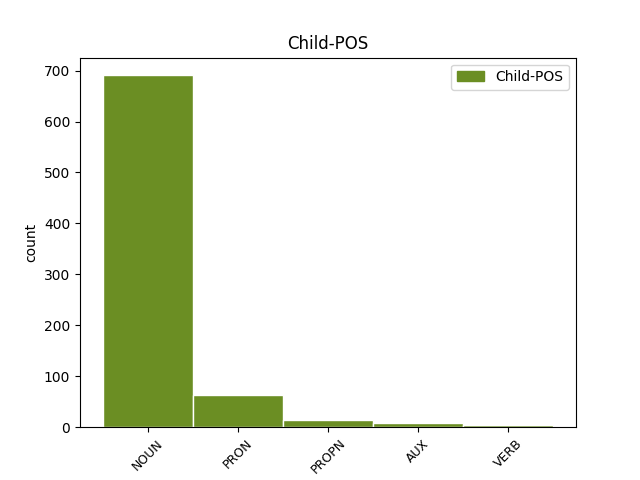 Child-POS
Child-POS
700
600
500
400
300
200
100
0
count
NOUN
PRON
PROPN
AUX
VERB